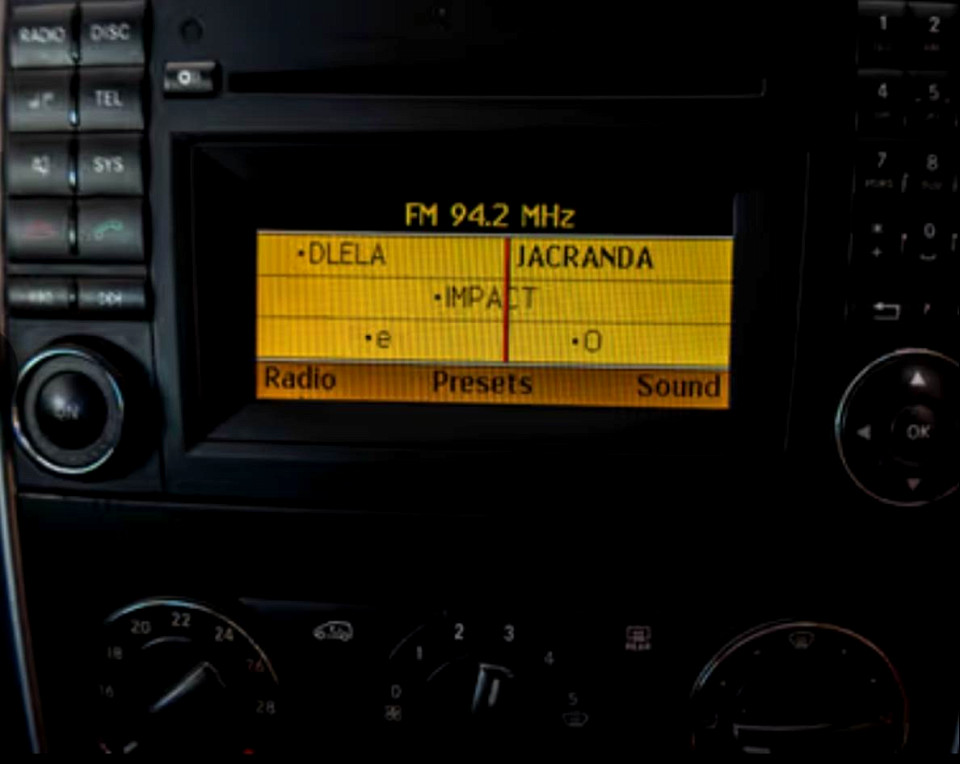 RADIO DISC
TEL
SYS
ON
FM 94.2 MHz
•DLELA JACRANDA
•IMPACT
•e •O
Radio Presets Sound
1 2
4 5
7 8
* 0
+
OK
16 18 20 22 24 26 28
0 1 2 3 4 5
REAR